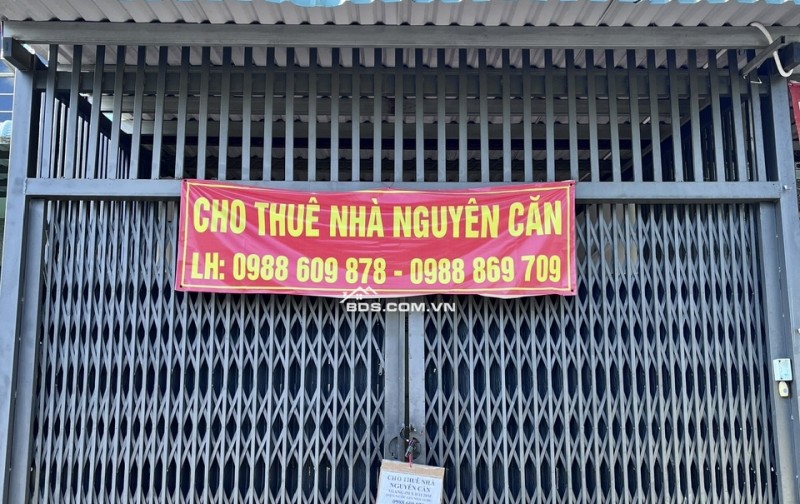 CHO THUÊ NHÀ NGUYÊN CĂN
LH: 0988 609 878 - 0988 869 709
BDS.COM.VN
CHO THUÊ NHÀ
NGUYÊN CĂN